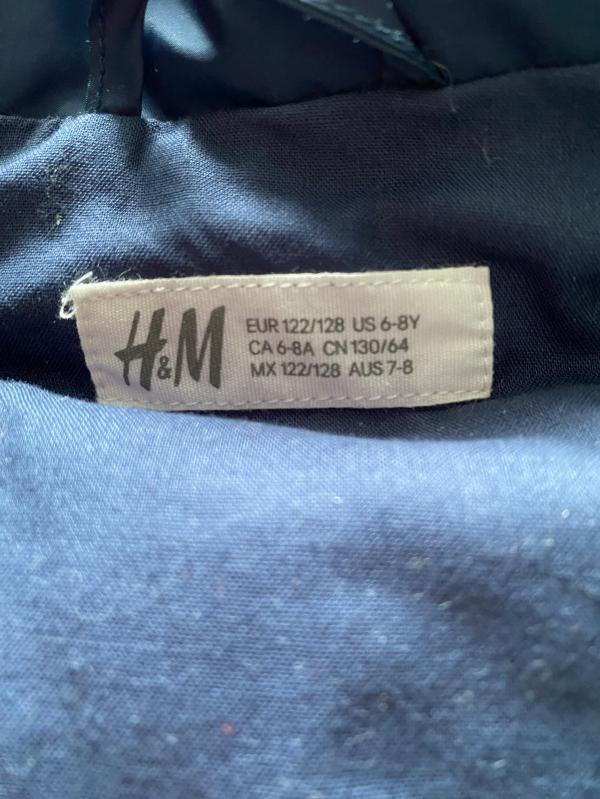 H&M
EUR 122/128 US 6-8Y
CA 6-8A CN 130/64
MX 122/128 AUS 7-8